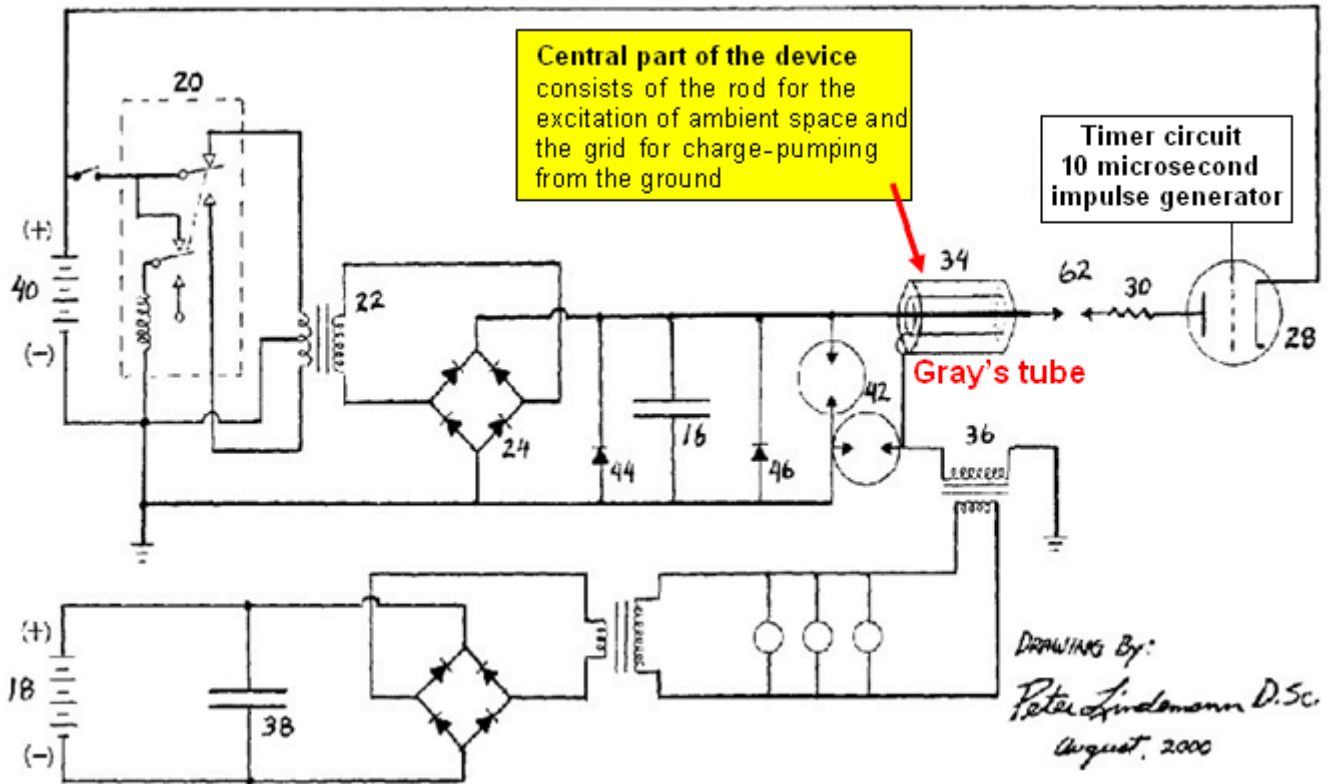 Central part of the device
consists of the rod for the
excitation of ambient space and
the grid for charge-pumping
from the ground
20
Timer circuit
10 microsecond
impulse generator
(+)
40
(-)
22
34
62
30
28
Gray's tube
42
24
44
16
46
36
(+)
18
(-)
38
DRAWING By:
Peter Lindemann D.Sc.
August, 2000